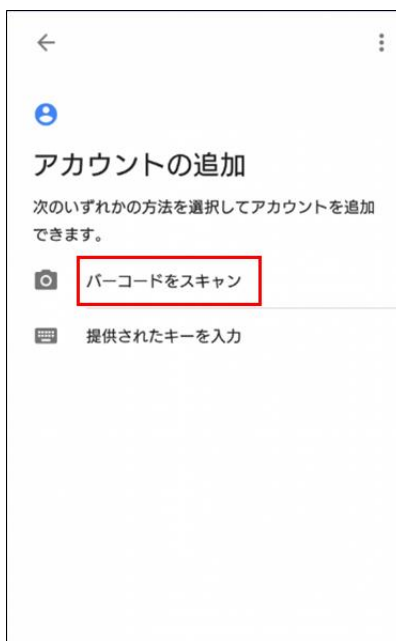 アカウントの追加
次のいずれかの方法を選択してアカウントを追加
できます。
バーコードをスキャン
提供されたキーを入力